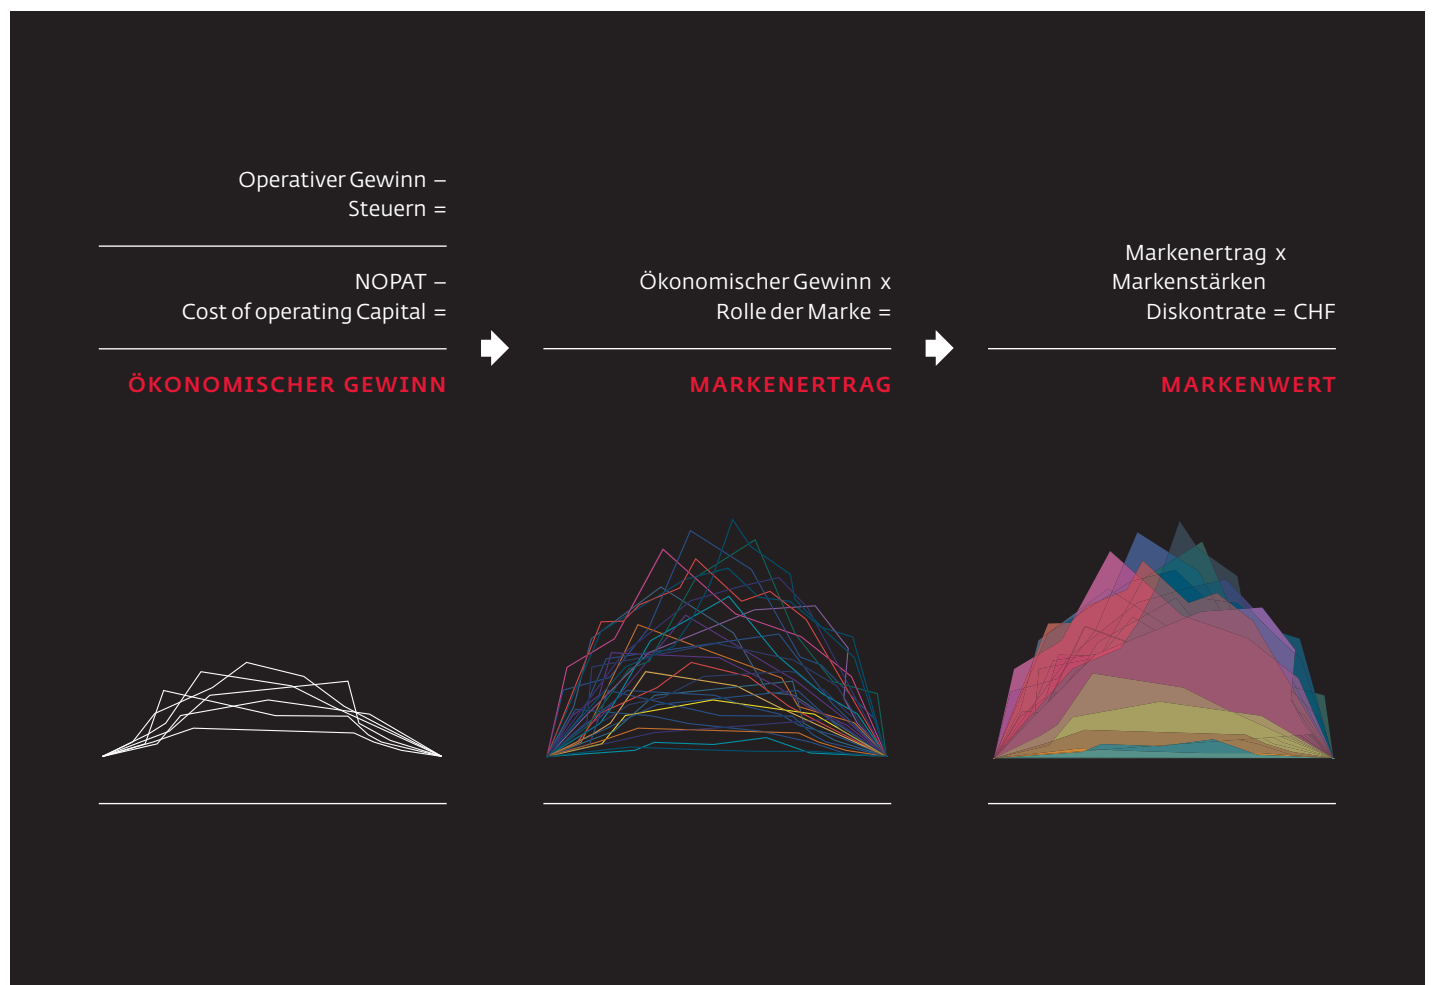 Operativer Gewinn –
Steuern =
NOPAT –
Cost of operating Capital =
ÖKONOMISCHER GEWINN
Ökonomischer Gewinn x
Rolle der Marke =
MARKENERTRAG
Markenertrag x
Markenstärken
Diskontrate = CHF
MARKENWERT